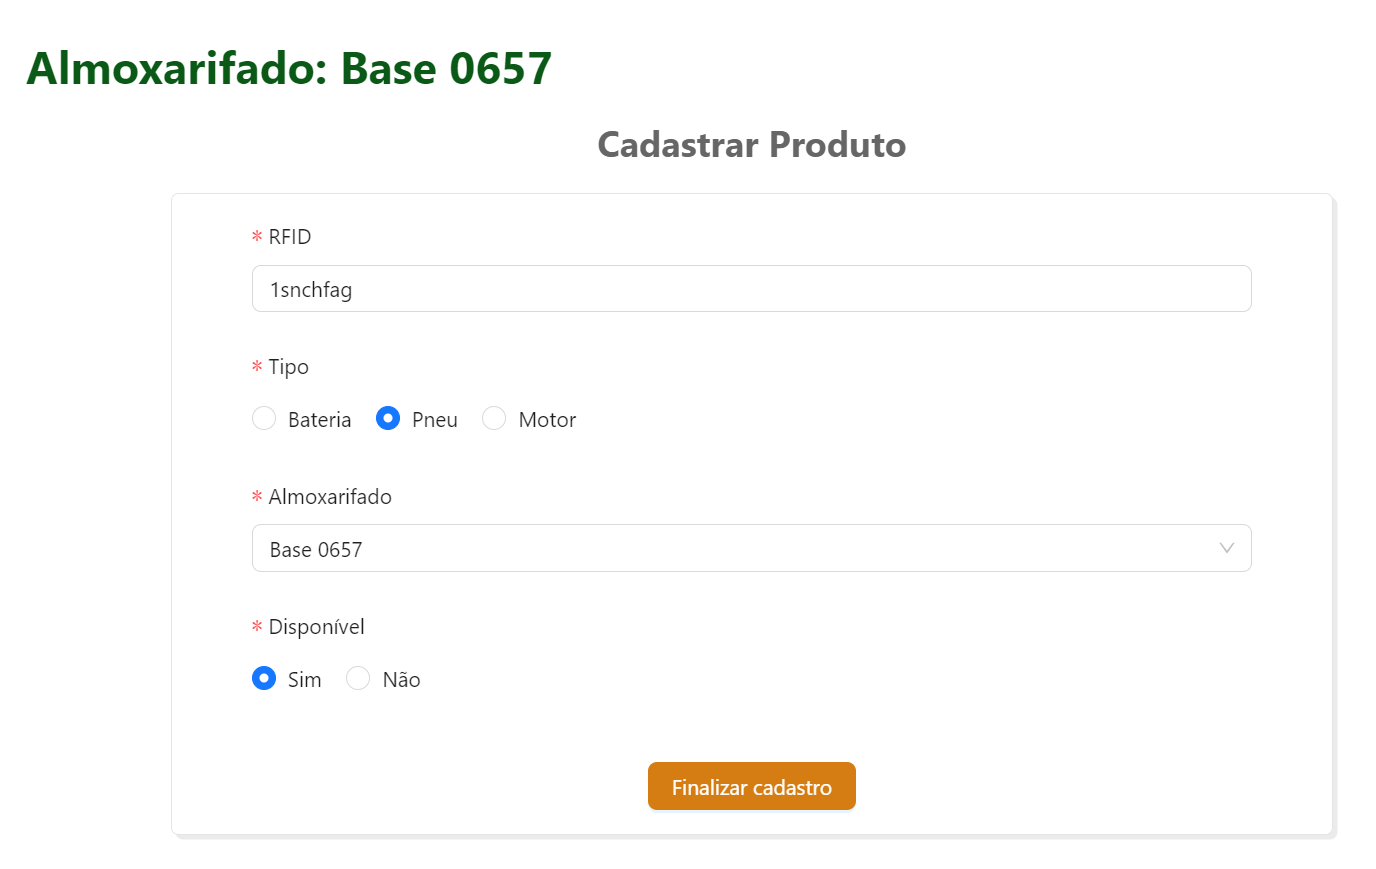 Almoxarifado: Base 0657
Cadastrar Produto
* RFID
1snchfag
* Tipo
Bateria Pneu Motor
* Almoxarifado
Base 0657
* Disponível
Sim Não
Finalizar cadastro